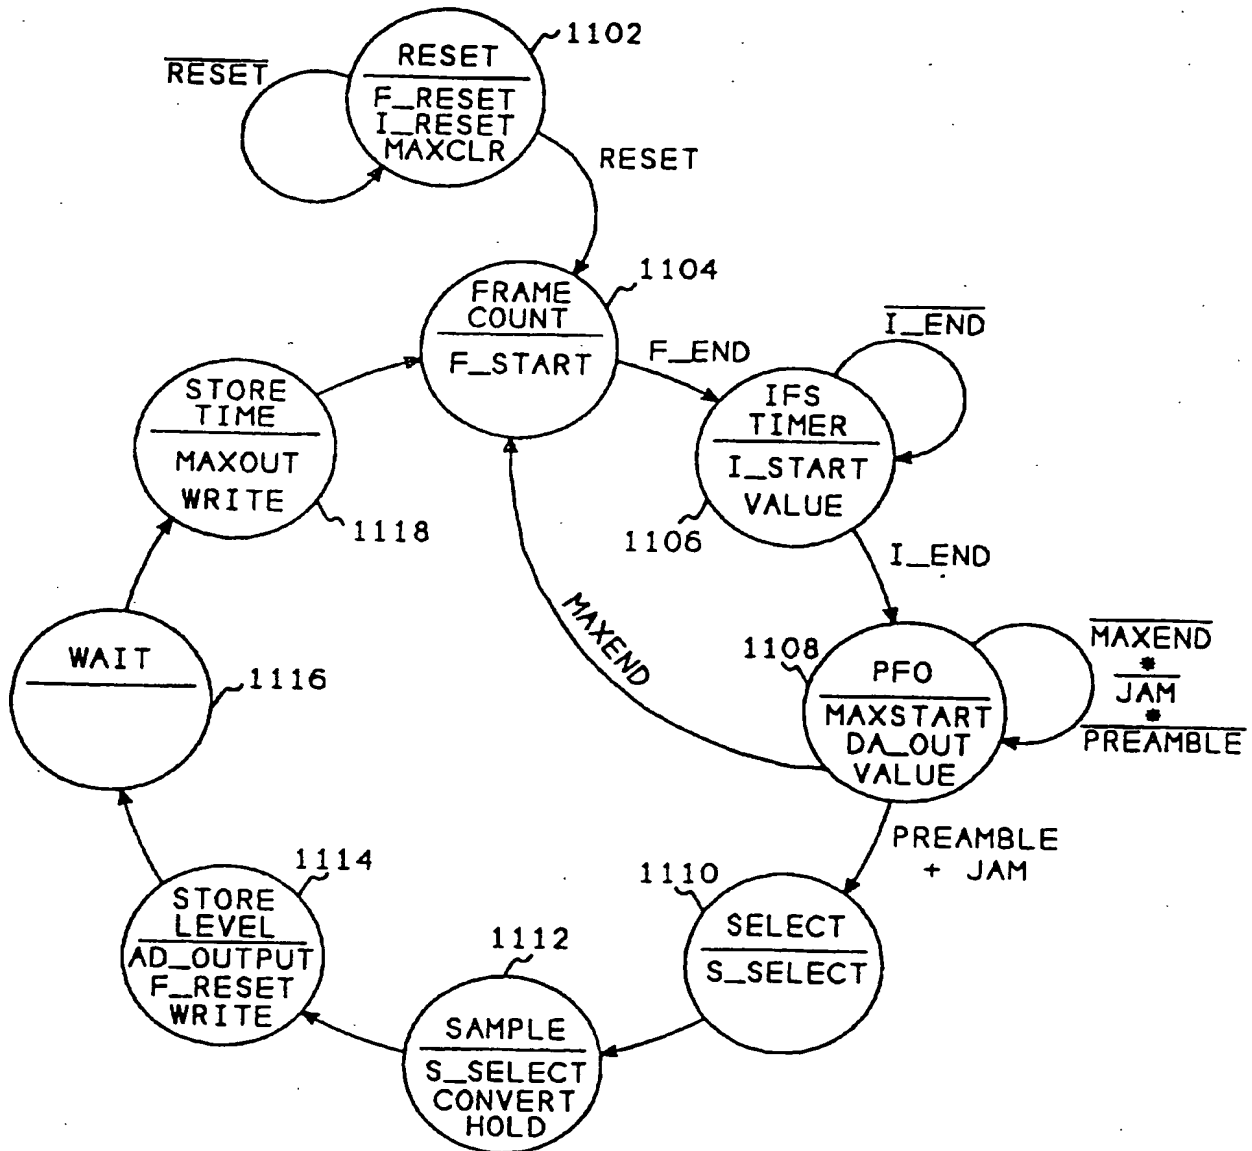 1102
RESET
RESET
F_RESET
I_RESET
MAXCLR
RESET
1104
FRAME
COUNT
F_START
F_END
I_END
IFS
TIMER
I_START
VALUE
1106
STORE
TIME
MAXOUT
WRITE
1118
I_END
MAXEND
1108
PFO
MAXSTART
DA_OUT
VALUE
MAXEND
*
JAM
*
PREAMBLE
WAIT
1116
PREAMBLE
+ JAM
1110
SELECT
S_SELECT
1112
SAMPLE
S_SELECT
CONVERT
HOLD
1114
STORE
LEVEL
AD_OUTPUT
F_RESET
WRITE